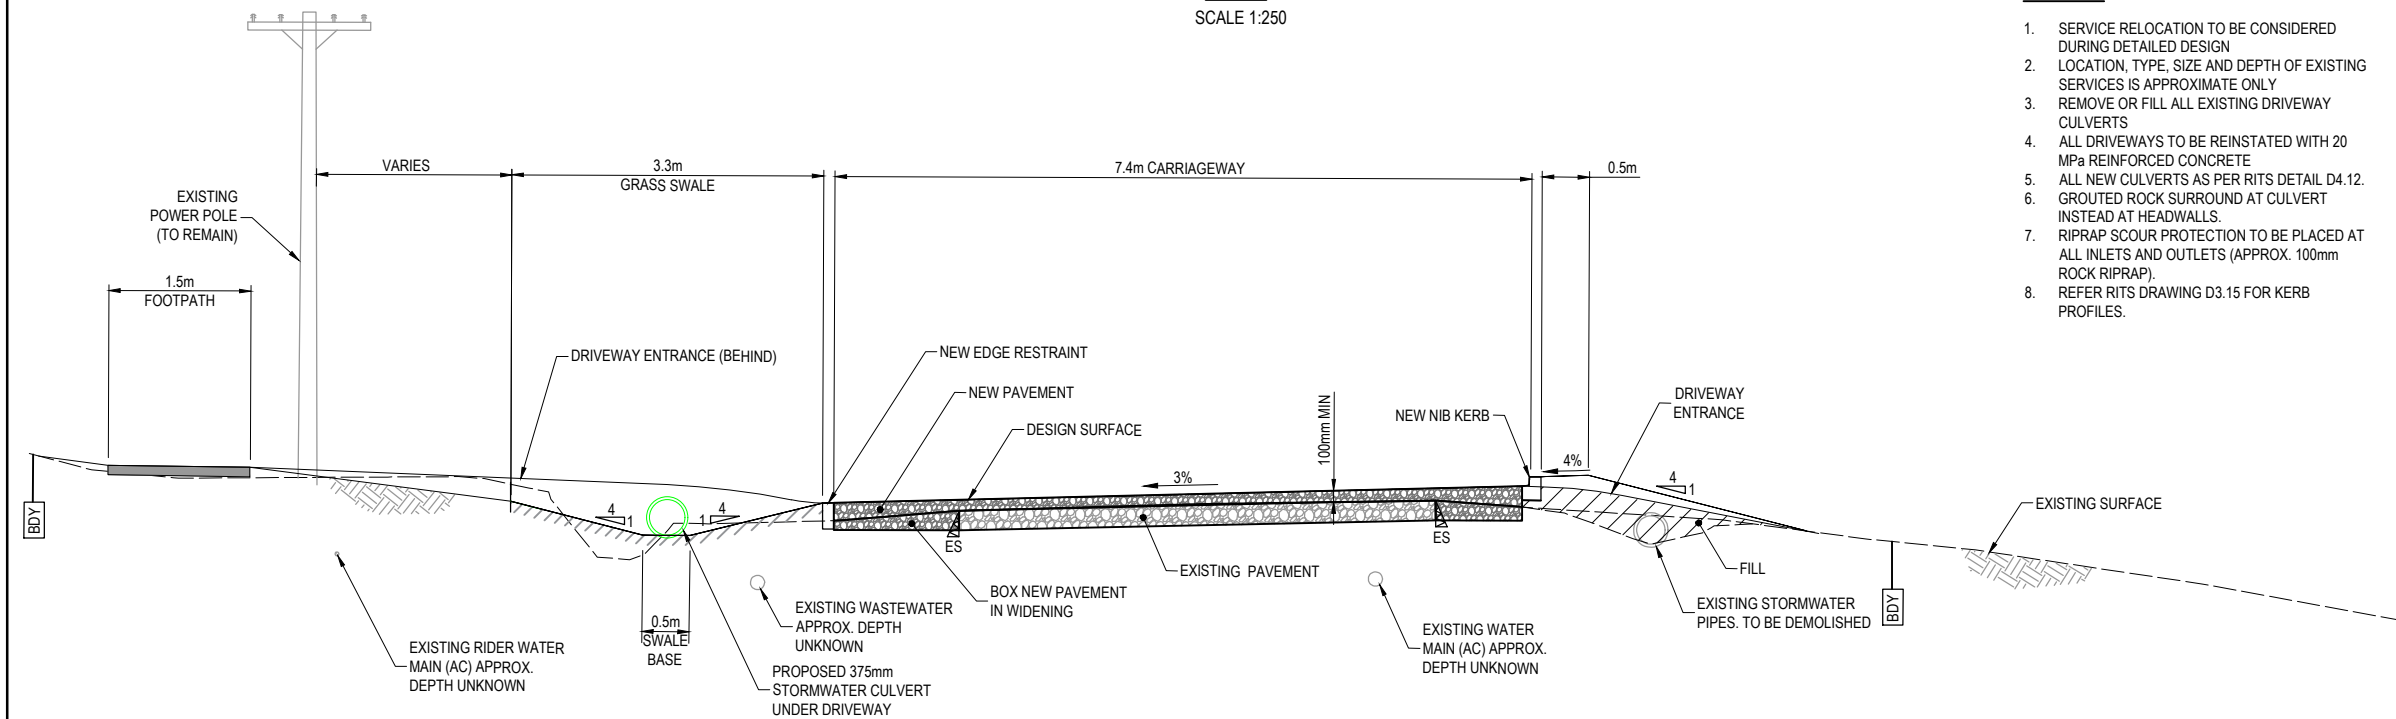 SCALE 1:250
1. SERVICE RELOCATION TO BE CONSIDERED
DURING DETAILED DESIGN
2. LOCATION, TYPE, SIZE AND DEPTH OF EXISTING
SERVICES IS APPROXIMATE ONLY
3. REMOVE OR FILL ALL EXISTING DRIVEWAY
CULVERTS
4. ALL DRIVEWAYS TO BE REINSTATED WITH 20
MPa REINFORCED CONCRETE
5. ALL NEW CULVERTS AS PER RITS DETAIL D4.12.
6. GROUTED ROCK SURROUND AT CULVERT
INSTEAD AT HEADWALLS.
7. RIPRAP SCOUR PROTECTION TO BE PLACED AT
ALL INLETS AND OUTLETS (APPROX. 100mm
ROCK RIPRAP).
8. REFER RITS DRAWING D3.15 FOR KERB
PROFILES.
VARIES
3.3m
GRASS SWALE
7.4m CARRIAGEWAY
0.5m
EXISTING
POWER POLE
(TO REMAIN)
1.5m
FOOTPATH
DRIVEWAY ENTRANCE (BEHIND)
NEW EDGE RESTRAINT
NEW PAVEMENT
DESIGN SURFACE
100mm MIN
NEW NIB KERB
DRIVEWAY
ENTRANCE
3%
4%
4
1
EXISTING SURFACE
BDY
4
1
1
4
ES
ES
BDY
EXISTING PAVEMENT
FILL
BOX NEW PAVEMENT
IN WIDENING
EXISTING STORMWATER
PIPES. TO BE DEMOLISHED
EXISTING WASTEWATER
APPROX. DEPTH
UNKNOWN
0.5m
SWALE
BASE
EXISTING WATER
MAIN (AC) APPROX.
DEPTH UNKNOWN
EXISTING RIDER WATER
MAIN (AC) APPROX.
DEPTH UNKNOWN
PROPOSED 375mm
STORMWATER CULVERT
UNDER DRIVEWAY